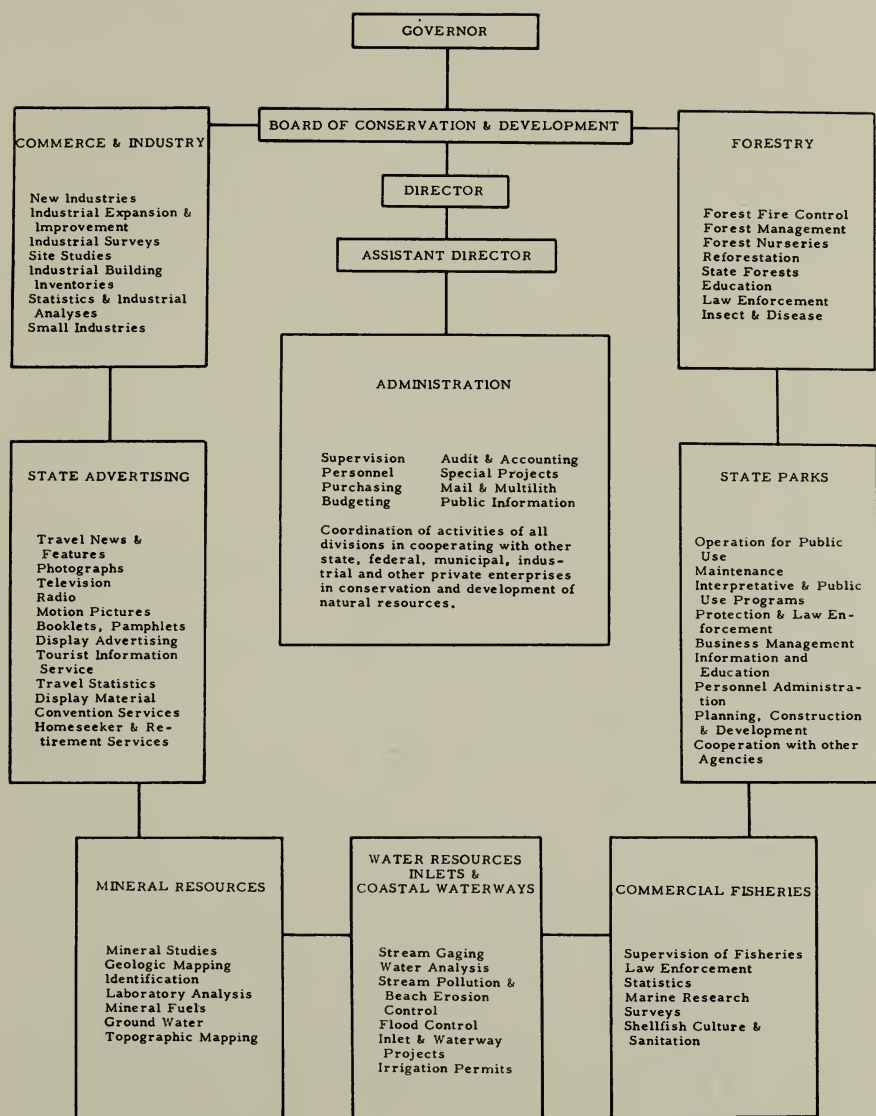 GOVERNOR
BOARD OF CONSERVATION & DEVELOPMENT
DIRECTOR
ASSISTANT DIRECTOR
COMMERCE & INDUSTRY
New Industries
Industrial Expansion &
Improvement
Industrial Surveys
Site Studies
Industrial Building
Inventories
Statistics & Industrial
Analyses
Small Industries
FORESTRY
Forest Fire Control
Forest Management
Forest Nurseries
Reforestation
State Forests
Education
Law Enforcement
Insect & Disease
ADMINISTRATION
Supervision Audit & Accounting
Personnel Special Projects
Purchasing Mail & Multilith
Budgeting Public Information
Coordination of activities of all
divisions in cooperating with other
state, federal, municipal, indus-
trial and other private enterprises
in conservation and development of
natural resources.
STATE ADVERTISING
Travel News &
Features
Photographs
Television
Radio
Motion Pictures
Booklets, Pamphlets
Display Advertising
Tourist Information
Service
Travel Statistics
Display Material
Convention Services
Homeseeker & Re-
tirement Services
STATE PARKS
Operation for Public
Use
Maintenance
Interpretative & Public
Use Programs
Protection & Law En-
forcement
Business Management
Information and
Education
Personnel Administra-
tion
Planning, Construction
& Development
Cooperation with other
Agencies
MINERAL RESOURCES
Mineral Studies
Geologic Mapping
Identification
Laboratory Analysis
Mineral Fuels
Ground Water
Topographic Mapping
WATER RESOURCES
INLETS &
COASTAL WATERWAYS
Stream Gaging
Water Analysis
Stream Pollution &
Beach Erosion
Control
Flood Control
Inlet & Waterway
Projects
Irrigation Permits
COMMERCIAL FISHERIES
Supervision of Fisheries
Law Enforcement
Statistics
Marine Research
Surveys
Shellfish Culture &
Sanitation